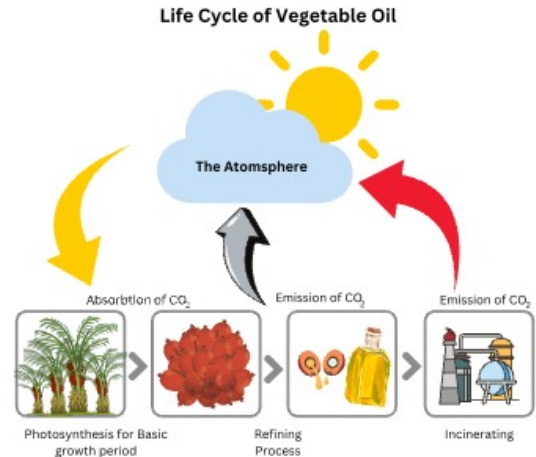 Life Cycle of Vegetable Oil
The Atomsphere
Absorbtion of CO₂
Emission of CO₂
Emission of CO₂
Photosynthesis for Basic
growth period
Refining
Process
Incinerating